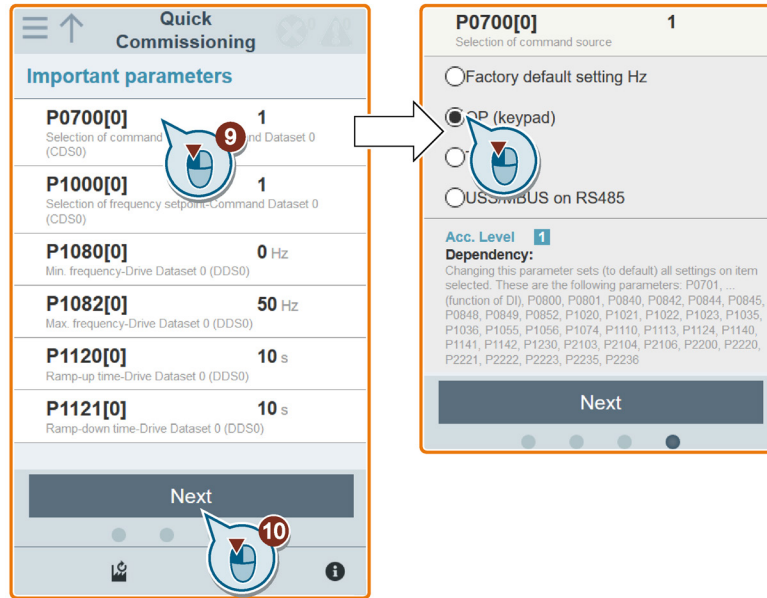 Quick
Commissioning
Important parameters
P0700[0] 1
Selection of command nd Dataset 0
(CDS0)
9
P1000[0] 1
Selection of frequency setpoint-Command Dataset 0
(CDS0)
P1080[0] 0 Hz
Min. frequency-Drive Dataset 0 (DDS0)
P1082[0] 50 Hz
Max. frequency-Drive Dataset 0 (DDS0)
P1120[0] 10 s
Ramp-up time-Drive Dataset 0 (DDS0)
P1121[0] 10 s
Ramp-down time-Drive Dataset 0 (DDS0)
Next
10
P0700[0] 1
Selection of command source
Factory default setting Hz
OP (keypad)
USS/MBUS on RS485
Acc. Level 1
Dependency:
Changing this parameter sets (to default) all settings on item
selected. These are the following parameters: P0701, ...
(function of DI), P0800, P0801, P0840, P0842, P0844, P0845,
P0848, P0849, P0852, P1020, P1021, P1022, P1023, P1035,
P1036, P1055, P1056, P1074, P1110, P1113, P1124, P1140,
P1141, P1142, P1230, P2103, P2104, P2106, P2200, P2220,
P2221, P2222, P2223, P2235, P2236
Next